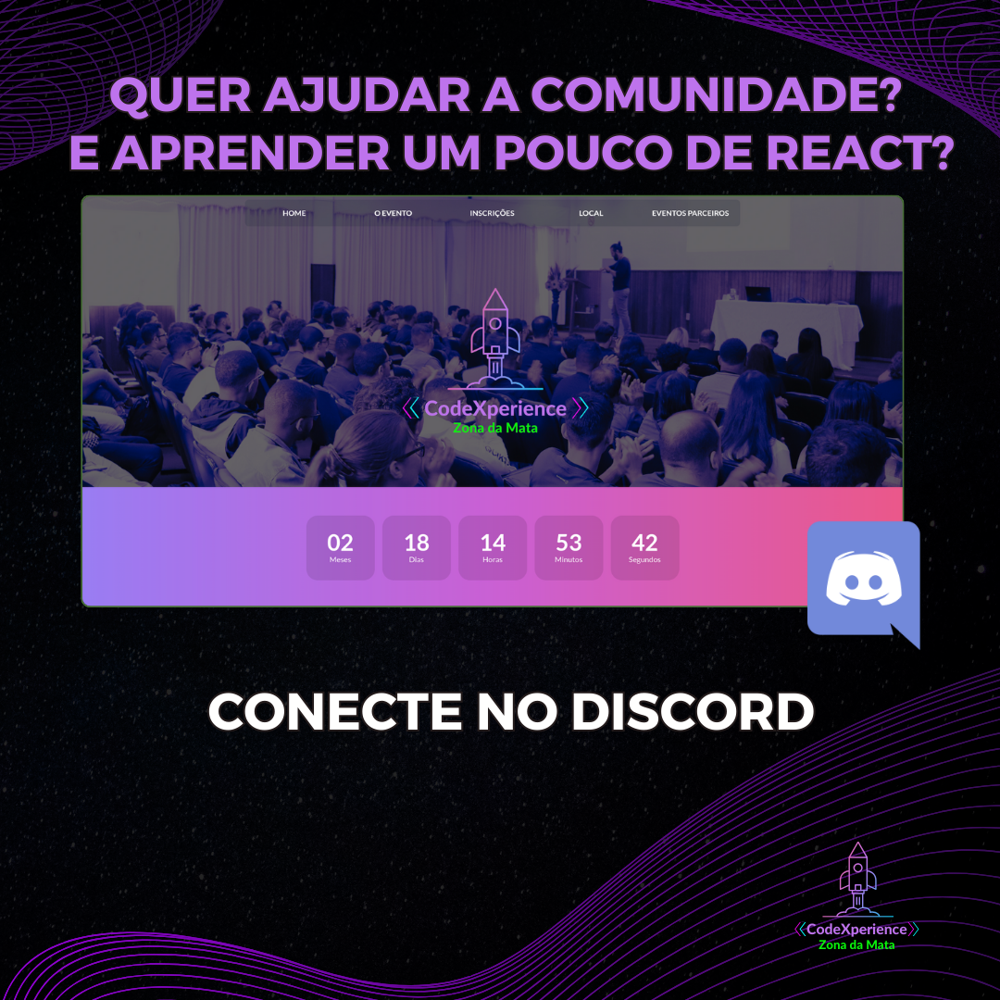 QUER AJUDAR A COMUNIDADE?
E APRENDER UM POUCO DE REACT?
HOME O EVENTO INSCRIÇÕES LOCAL EVENTOS PARCEIROS
CodeXperience
Zona da Mata
02 18 14 53 42
Meses Dias Horas Minutos Segundos
CONECTE NO DISCORD
CodeXperience
Zona da Mata